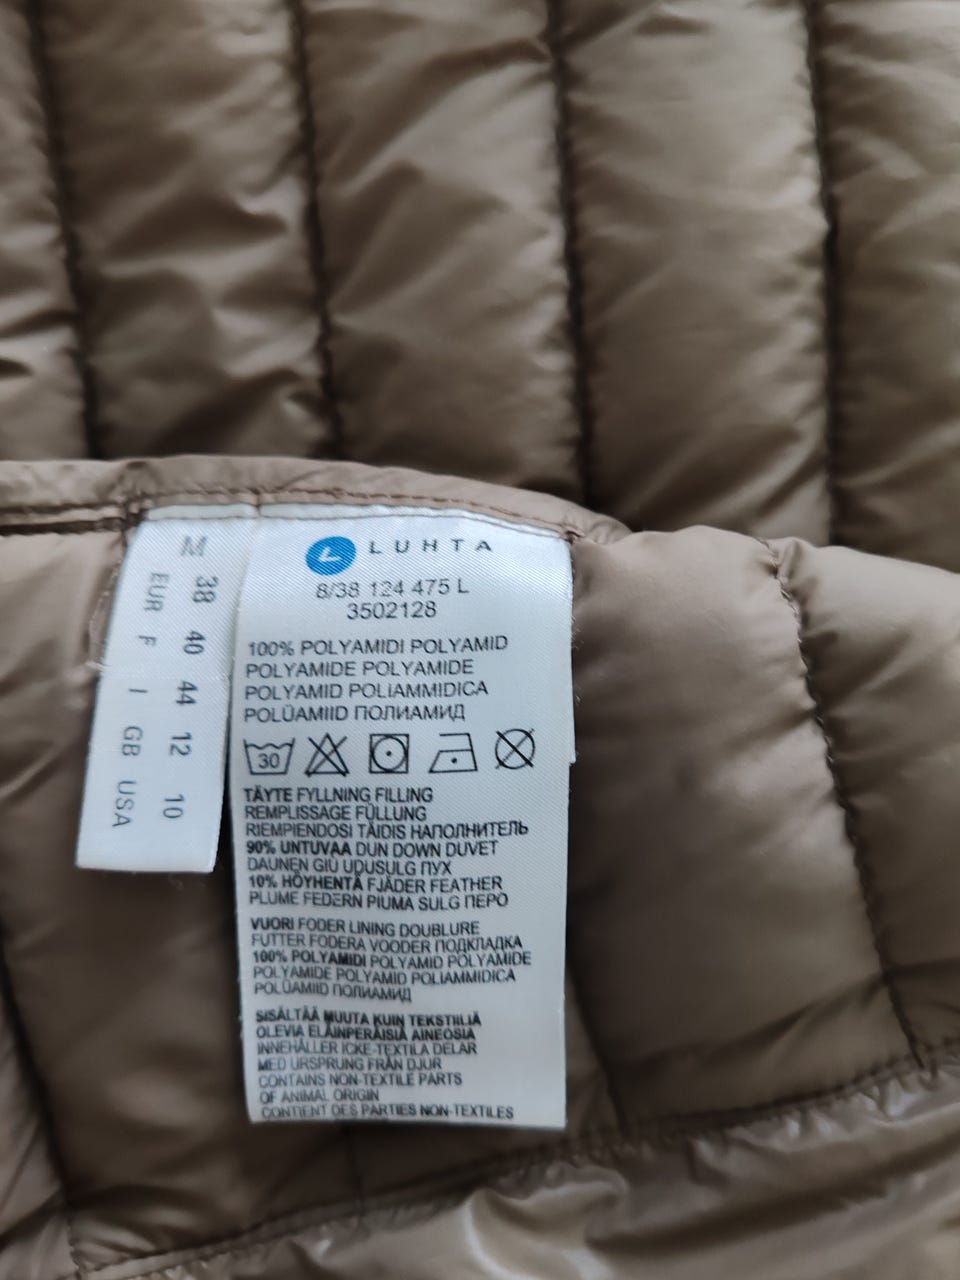 M
EUR 38
F 40
I 44
GB 12
USA 10
L LUHTA
8/38 124 475 L
3502128
100% POLYAMIDI POLYAMID
POLYAMIDE POLYAMIDE
POLYAMID POLIAMMIDICA
POLÜAMIID ПОЛИАМИД
30
TÄYTE FYLLNING FILLING
REMPLISSAGE FÜLLUNG
RIEMPIENDOSI TÄIDIS НАПОЛНИТЕЛЬ
90% UNTUVAA DUN DOWN DUVET
DAUNEN GIU UDUSULG ПУХ
10% HÖYHENTÄ FJÄDER FEATHER
PLUME FEDERN PIUMA SULG ПЕРО
VUORI FODER LINING DOUBLURE
FUTTER FODERA VOODER ПОДКЛАДКА
100% POLYAMIDI POLYAMID POLYAMIDE
POLYAMIDE POLYAMID POLIAMMIDICA
POLÜAMIID ПОЛИАМИД
SISÄLTÄÄ MUUTA KUIN TEKSTIILIÄ
OLEVIA ELÄINPERÄISIÄ AINEOSIA
INNEHÅLLER ICKE-TEXTILA DELAR
MED URSPRUNG FRÅN DJUR
CONTAINS NON-TEXTILE PARTS
OF ANIMAL ORIGIN
CONTIENT DES PARTIES NON-TEXTILES